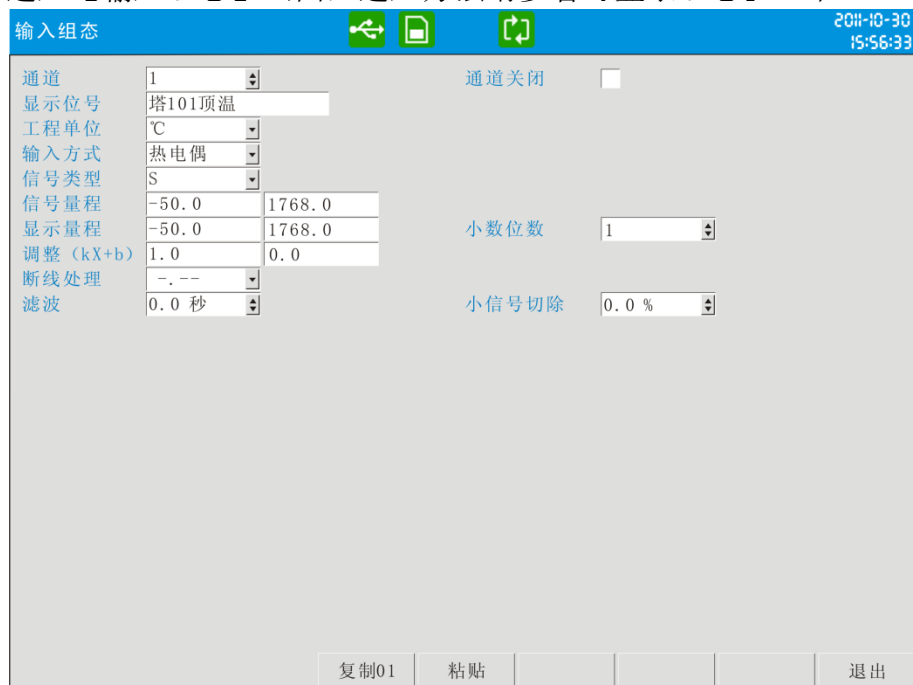 输入组态
2011-10-30
15:56:33
通道 1 通道关闭
显示位号 塔101顶温
工程单位 ℃
输入方式 热电偶
信号类型 S
信号量程 -50.0 1768.0
显示量程 -50.0 1768.0 小数位数 1
调整（kX+b） 1.0 0.0
断线处理 -.--
滤波 0.0 秒 小信号切除 0.0 %
复制01 粘贴 退出